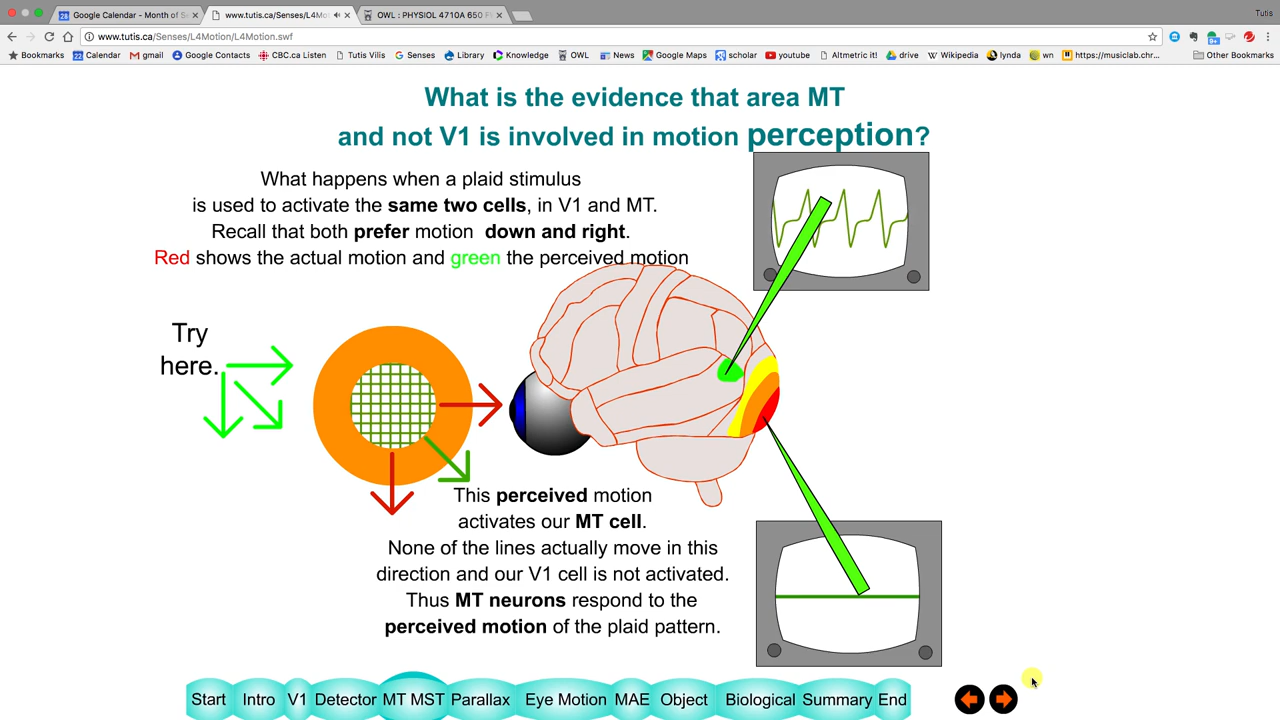 Google Calendar - Month of S
www.tutis.ca/Senses/L4Mo
OWL : PHYSIOL 4710A 650 F
Tutis
www.tutis.ca/Senses/L4Motion/L4Motion.swf
Bookmarks Calendar gmail Google Contacts CBC.ca Listen Tutis Vilis Senses Library Knowledge OWL News Google Maps scholar youtube Altmetric it! drive Wikipedia lynda wn https://musiclab.chr... Other Bookmarks
What is the evidence that area MT
and not V1 is involved in motion perception?
What happens when a plaid stimulus
is used to activate the same two cells, in V1 and MT.
Recall that both prefer motion down and right.
Red shows the actual motion and green the perceived motion
Try
here.
This perceived motion
activates our MT cell.
None of the lines actually move in this
direction and our V1 cell is not activated.
Thus MT neurons respond to the
perceived motion of the plaid pattern.
Start Intro V1 Detector MT MST Parallax Eye Motion MAE Object Biological Summary End